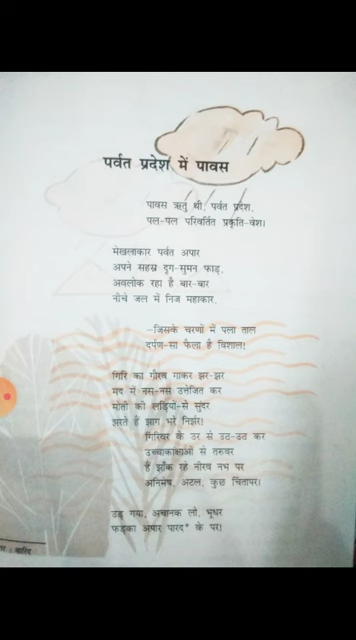 पर्वत प्रदेश में पावस
पावस ऋतु थी, पर्वत प्रदेश,
पल-पल परिवर्तित प्रकृति-वेश।
मेखलाकार पर्वत अपार
अपने सहस्र दृग-सुमन फाड़,
अवलोक रहा है बार-बार
नीचे जल में निज महाकार,
-जिसके चरणों में पला ताल
दर्पण-सा फैला है विशाल!
गिरि का गौरव गाकर झर-झर
मद में नस-नस उत्तेजित कर
मोती की लड़ियों-से सुंदर
झरते हैं झाग भरे निर्झर!
गिरिवर के उर से उठ-उठ कर
उच्चाकांक्षाओं से तरुवर
हैं झाँक रहे नीरव नभ पर
अनिमेष, अटल, कुछ चिंतापर।
उड़ गया, अचानक लो, भूधर
फड़का अपार पारद* के पर!
: वारिद